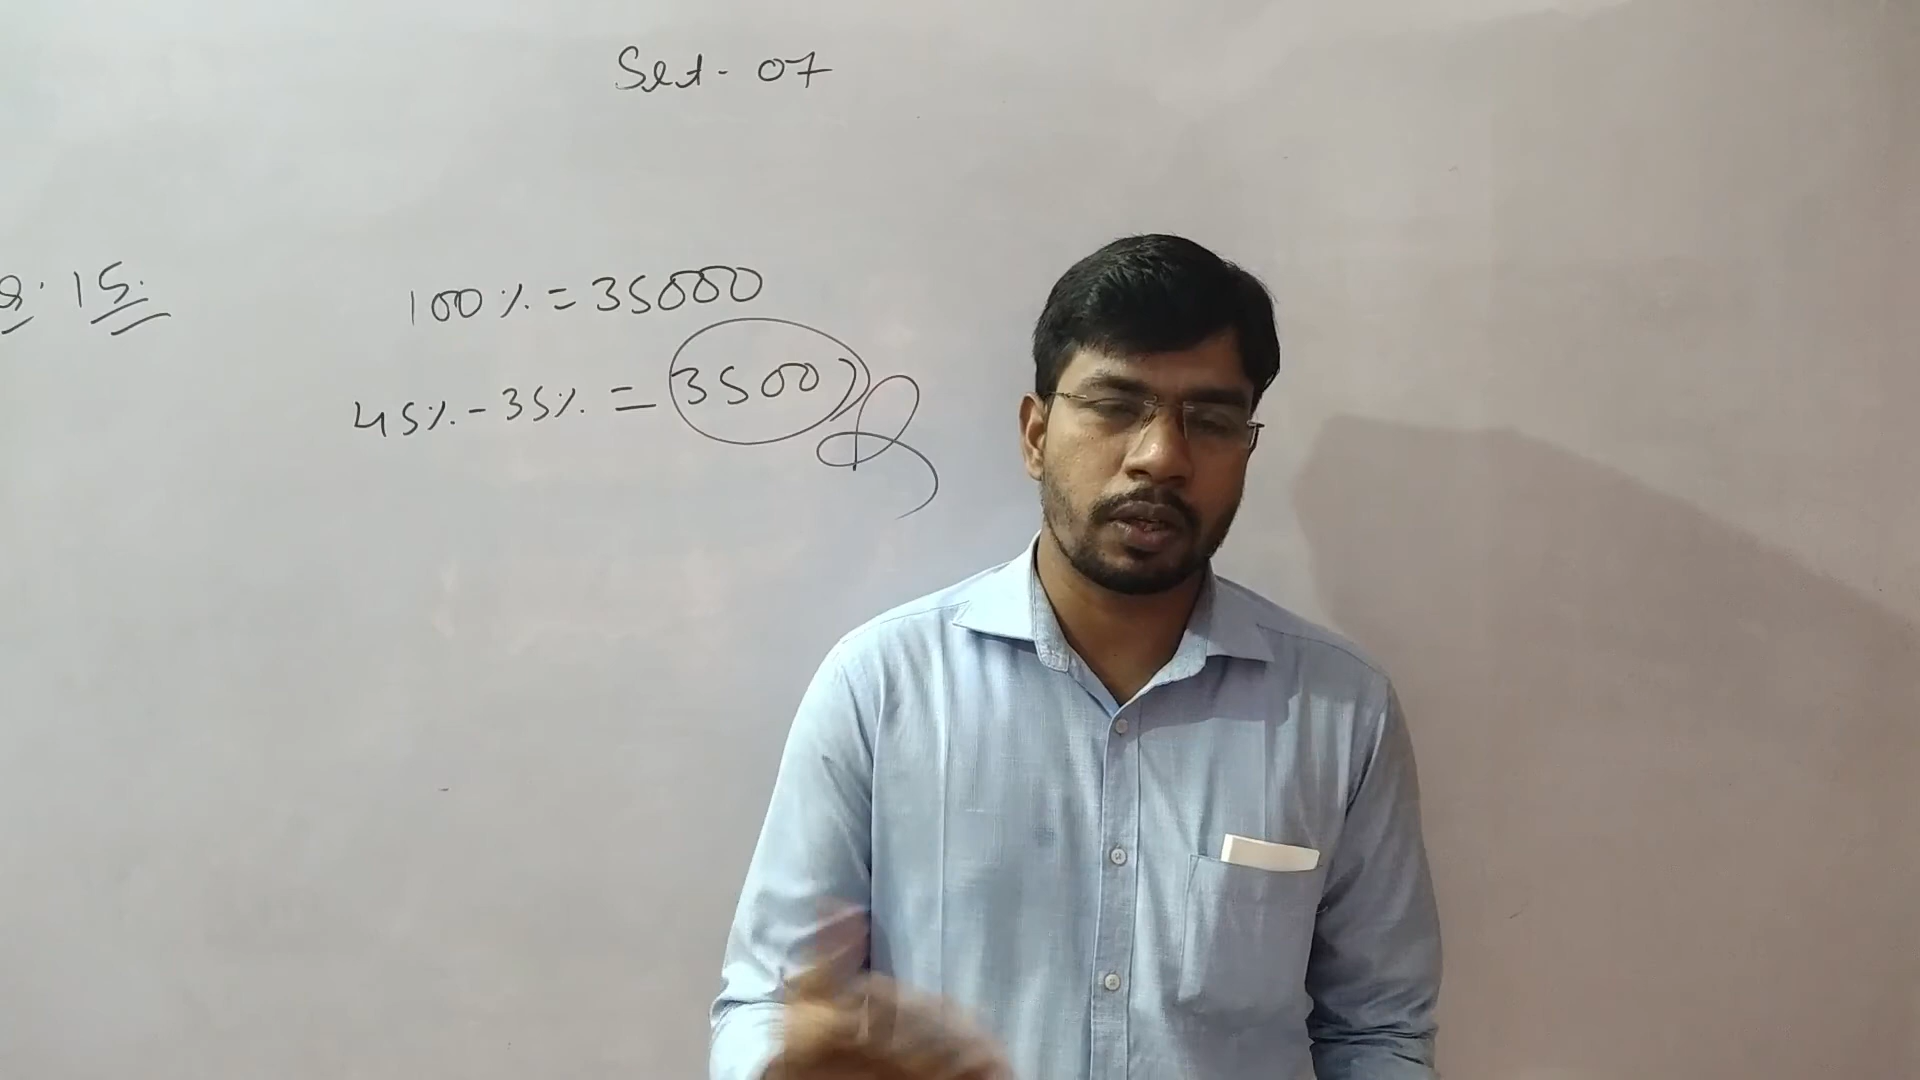 Set - 07
Q. 15.
100% = 35000
45% - 35% = 3500